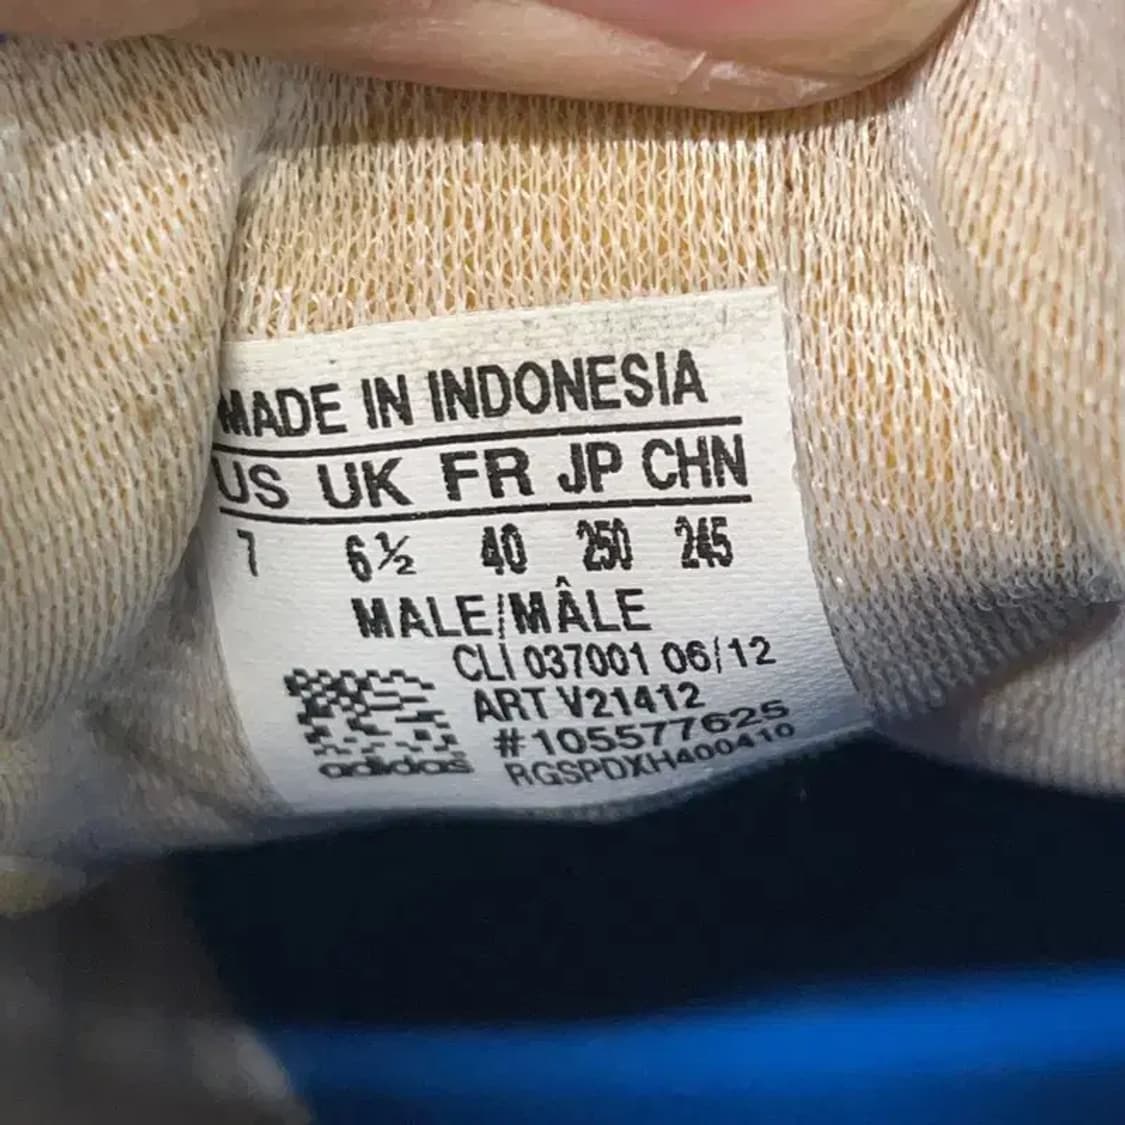 MADE IN INDONESIA
US UK FR JP CHN
7 6½ 40 250 245
MALE/MÂLE
CLI 037001 06/12
ART V21412
#105577625
adidas RGSPDXH400410